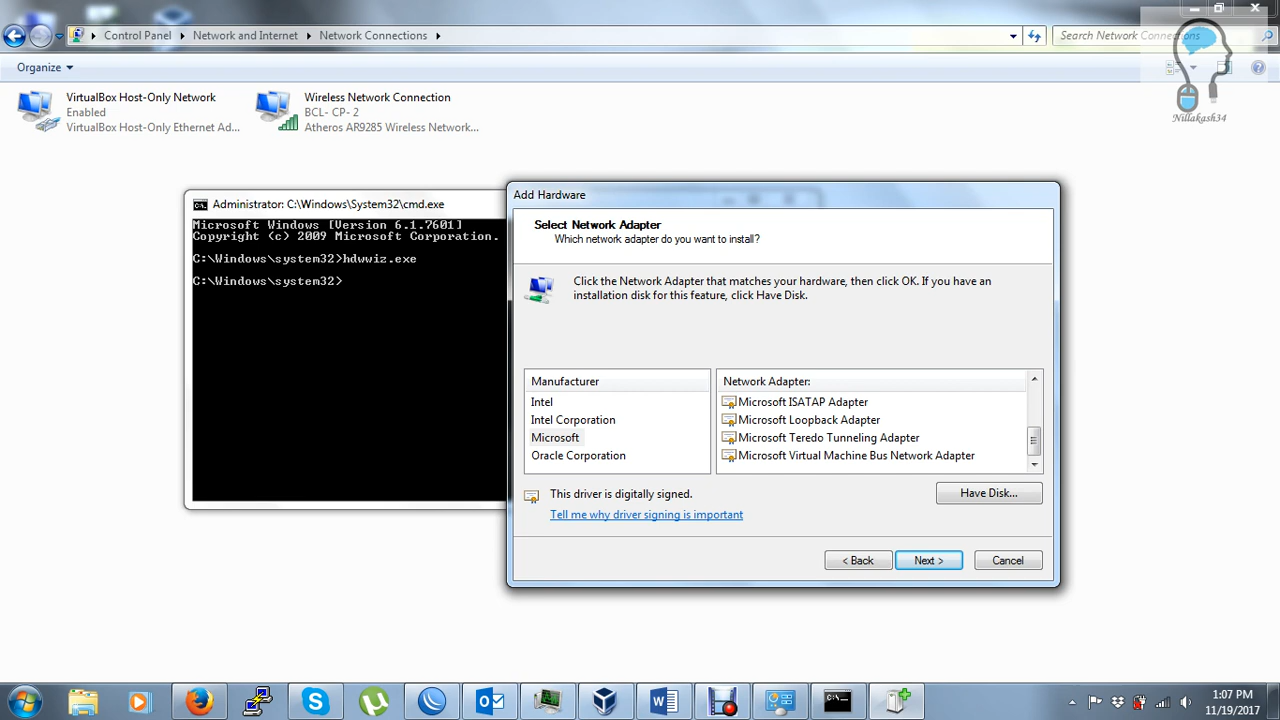 Control Panel
Network and Internet
Network Connections
Search Network Connections
Organize
VirtualBox Host-Only Network
Enabled
VirtualBox Host-Only Ethernet Ad...
Wireless Network Connection
BCL- CP- 2
Atheros AR9285 Wireless Network...
Nillakash34
Administrator: C:\Windows\System32\cmd.exe
Microsoft Windows [Version 6.1.7601]
Copyright (c) 2009 Microsoft Corporation.
C:\Windows\system32>hdwwiz.exe
C:\Windows\system32>
Add Hardware
Select Network Adapter
Which network adapter do you want to install?
Click the Network Adapter that matches your hardware, then click OK. If you have an
installation disk for this feature, click Have Disk.
Manufacturer
Intel
Intel Corporation
Microsoft
Oracle Corporation
Network Adapter:
Microsoft ISATAP Adapter
Microsoft Loopback Adapter
Microsoft Teredo Tunneling Adapter
Microsoft Virtual Machine Bus Network Adapter
This driver is digitally signed.
Tell me why driver signing is important
Have Disk...
< Back
Next >
Cancel
1:07 PM
11/19/2017